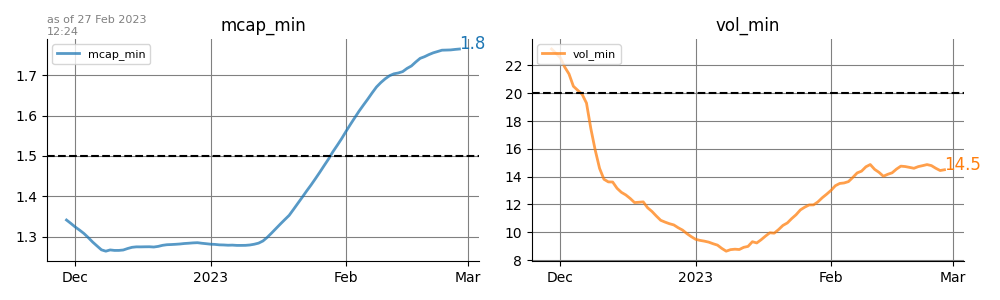 as of 27 Feb 2023
12:24
mcap_min
mcap_min
1.8
1.7
1.6
1.5
1.4
1.3
Dec
2023
Feb
Mar
vol_min
vol_min
22
20
18
16
14
12
10
8
14.5
Dec
2023
Feb
Mar